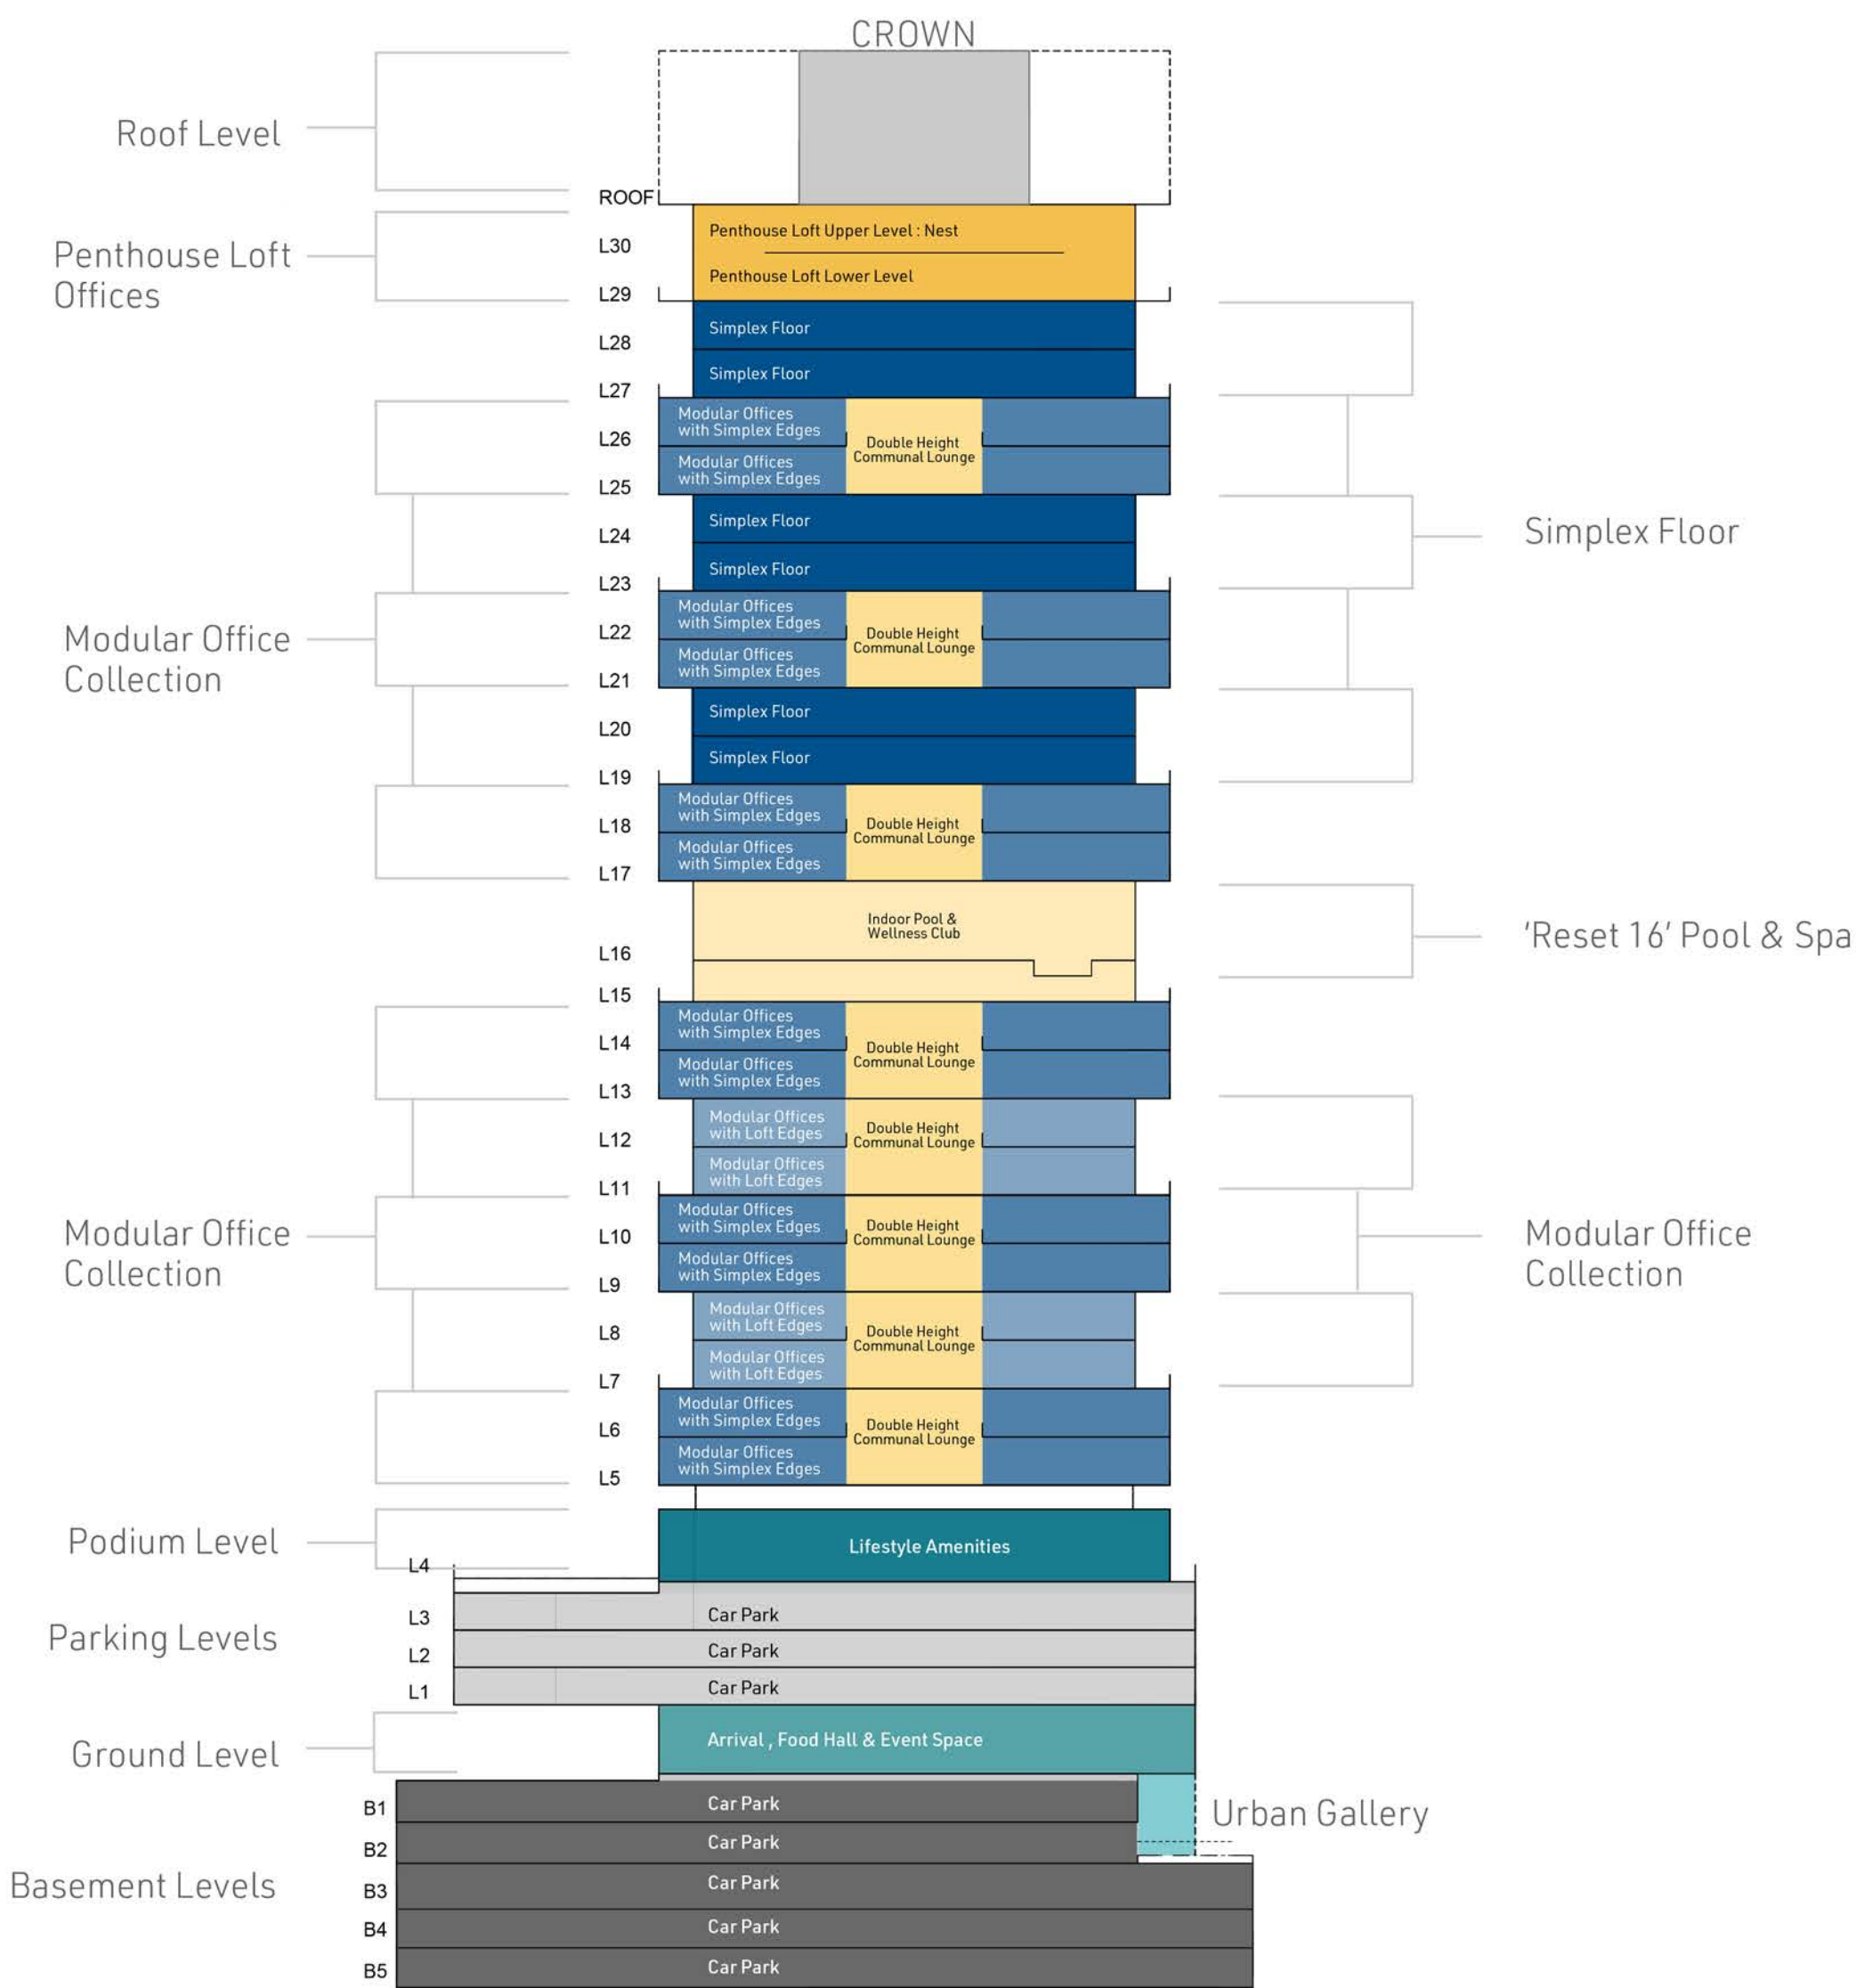 CROWN
Roof Level
ROOF
Penthouse Loft
Offices
L30
Penthouse Loft Upper Level : Nest
Penthouse Loft Lower Level
L29
Simplex Floor
L28
Simplex Floor
L27
Modular Offices
with Simplex Edges
L26
Double Height
Communal Lounge
Modular Offices
with Simplex Edges
L25
Simplex Floor
L24
Simplex Floor
Simplex Floor
L23
Modular Offices
with Simplex Edges
L22
Double Height
Communal Lounge
Modular Office
Collection
Modular Offices
with Simplex Edges
L21
Simplex Floor
L20
Simplex Floor
L19
Modular Offices
with Simplex Edges
L18
Double Height
Communal Lounge
Modular Offices
with Simplex Edges
L17
Indoor Pool &
Wellness Club
'Reset 16' Pool & Spa
L16
L15
Modular Offices
with Simplex Edges
L14
Double Height
Communal Lounge
Modular Offices
with Simplex Edges
L13
Modular Offices
with Loft Edges
L12
Double Height
Communal Lounge
Modular Offices
with Loft Edges
L11
Modular Offices
with Simplex Edges
L10
Double Height
Communal Lounge
Modular Office
Collection
Modular Office
Collection
Modular Offices
with Simplex Edges
L9
Modular Offices
with Loft Edges
L8
Double Height
Communal Lounge
Modular Offices
with Loft Edges
L7
Modular Offices
with Simplex Edges
L6
Double Height
Communal Lounge
Modular Offices
with Simplex Edges
L5
Podium Level
Lifestyle Amenities
L4
Parking Levels
L3
Car Park
L2
Car Park
L1
Car Park
Ground Level
Arrival , Food Hall & Event Space
B1
Car Park
Urban Gallery
B2
Car Park
Basement Levels
B3
Car Park
B4
Car Park
B5
Car Park